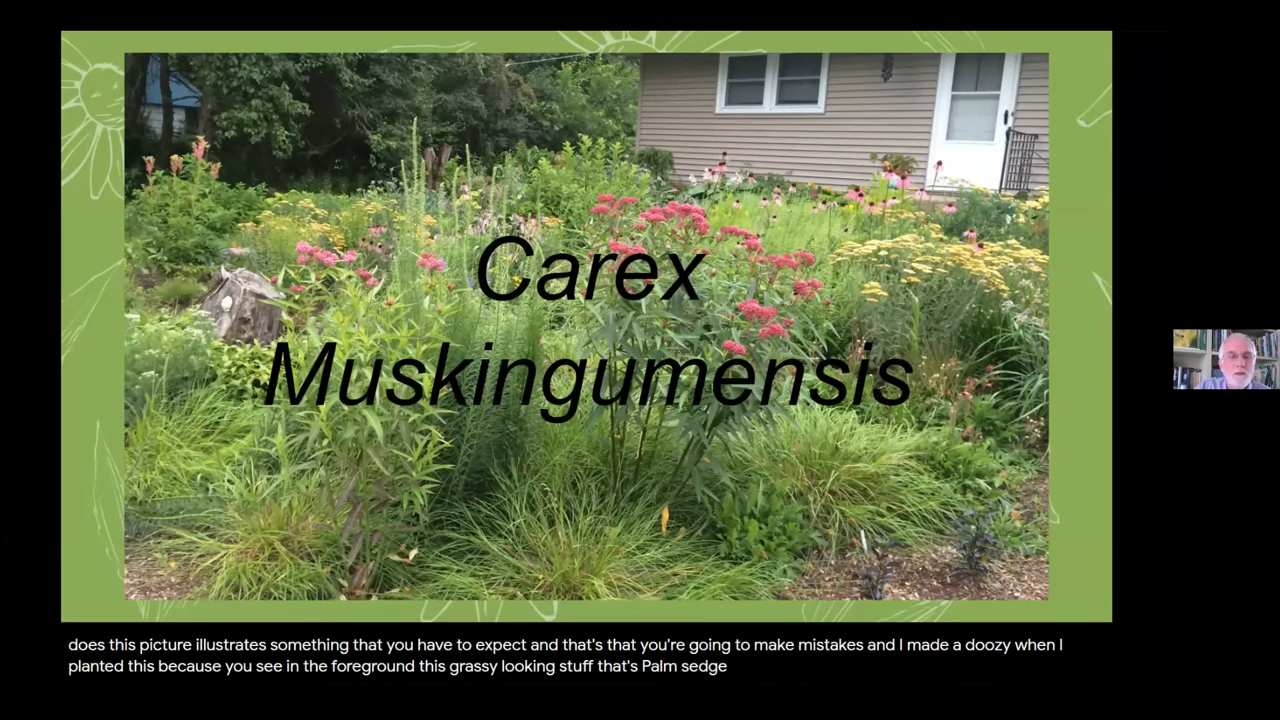 Carex
Muskingumensis
does this picture illustrates something that you have to expect and that's that you're going to make mistakes and I made a doozy when I
planted this because you see in the foreground this grassy looking stuff that's Palm sedge